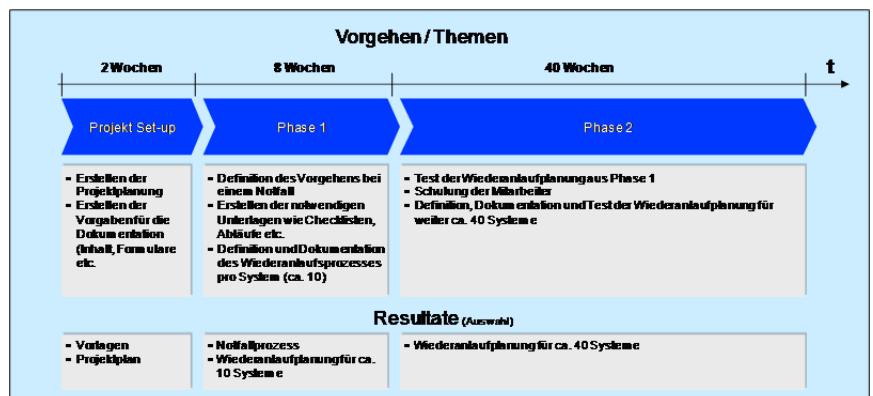 Vorgehen / Themen
2 Wochen
8 Wochen
40 Wochen
t
Projekt Set-up
Phase 1
Phase 2
- Erstellen der
Projektplanung
- Erstellen der
Vorgaben für die
Dokumentation
(Inhalt, Formulare
etc.
- Definition des Vorgehens bei
einem Notfall
- Erstellen der notwendigen
Unterlagen wie Checklisten,
Abläufe etc.
- Definition und Dokumentation
des Wiederanlaufsprozesses
pro System (ca. 10)
- Test der Wiederanlaufplanung aus Phase 1
- Schulung der Mitarbeiter
- Definition, Dokumentation und Test der Wiederanlaufplanung für
weiter ca. 40 Systeme
Resultate (Auswahl)
- Vorlagen
- Projektplan
- Notfallprozess
- Wiederanlaufplanung für ca.
10 Systeme
- Wiederanlaufplanung für ca. 40 Systeme